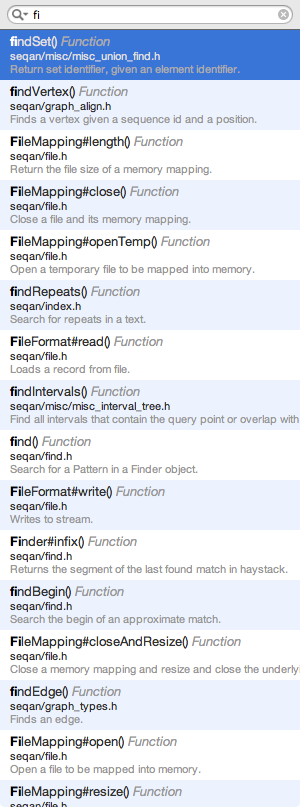 fi
findSet() Function
seqan/misc/misc_union_find.h
Return set identifier, given an element identifier.
findVertex() Function
seqan/graph_align.h
Finds a vertex given a sequence id and a position.
FileMapping#length() Function
seqan/file.h
Return the file size of a memory mapping.
FileMapping#close() Function
seqan/file.h
Close a file and its memory mapping.
FileMapping#openTemp() Function
seqan/file.h
Open a temporary file to be mapped into memory.
findRepeats() Function
seqan/index.h
Search for repeats in a text.
FileFormat#read() Function
seqan/file.h
Loads a record from file.
findIntervals() Function
seqan/misc/misc_interval_tree.h
Find all intervals that contain the query point or overlap with
find() Function
seqan/find.h
Search for a Pattern in a Finder object.
FileFormat#write() Function
seqan/file.h
Writes to stream.
Finder#infix() Function
seqan/find.h
Returns the segment of the last found match in haystack.
findBegin() Function
seqan/find.h
Search the begin of an approximate match.
FileMapping#closeAndResize() Function
seqan/file.h
Close a memory mapping and resize and close the underlyi
findEdge() Function
seqan/graph_types.h
Finds an edge.
FileMapping#open() Function
seqan/file.h
Open a file to be mapped into memory.
FileMapping#resize() Function
seqan/file.h